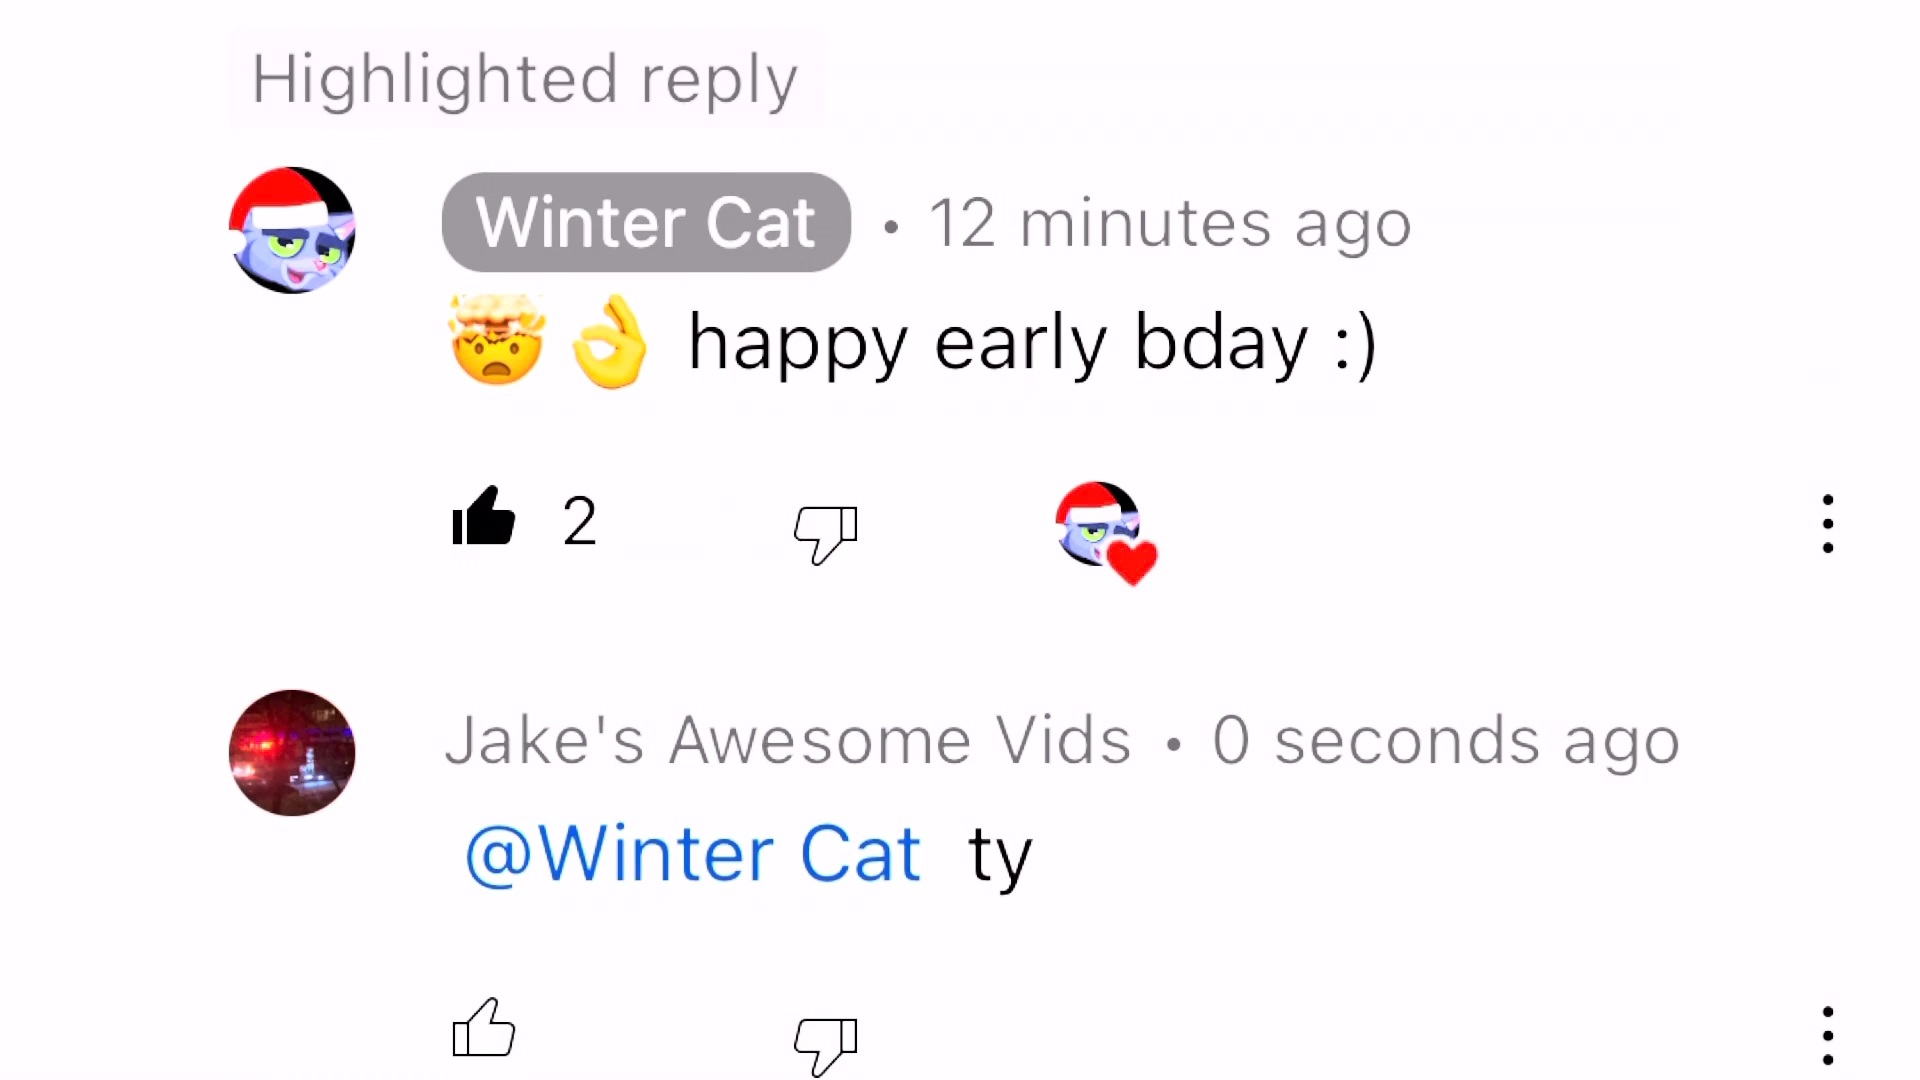 Highlighted reply
Winter Cat • 12 minutes ago
🤯👌 happy early bday :)
2
Jake's Awesome Vids • 0 seconds ago
@Winter Cat ty